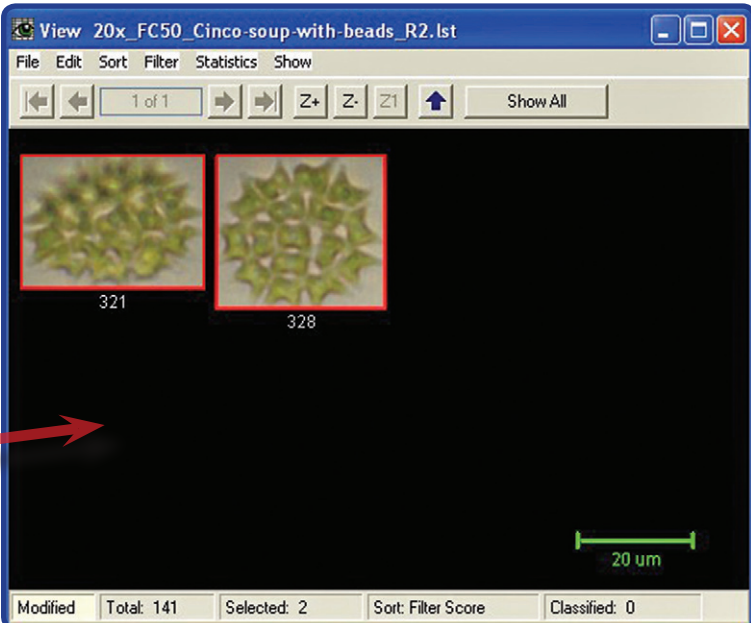 View 20x_FC50_Cinco-soup-with-beads_R2.lst
File Edit Sort Filter Statistics Show
1 of 1 Z+ Z- Z1 Show All
321
328
20 um
Modified Total: 141 Selected: 2 Sort: Filter Score Classified: 0